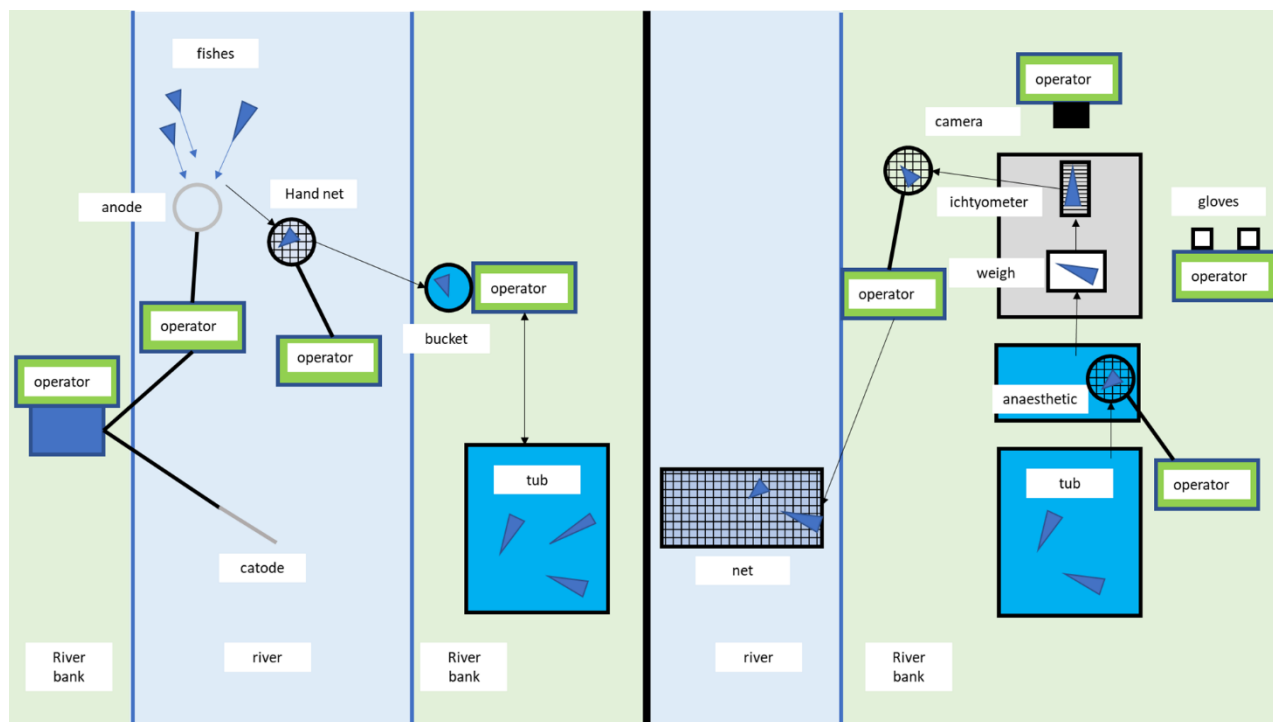 fishes
anode
Hand net
operator
operator
operator
operator
bucket
tub
catode
River
bank
river
River
bank
operator
camera
ichtyometer
gloves
weigh
operator
operator
anaesthetic
tub
operator
net
river
River
bank